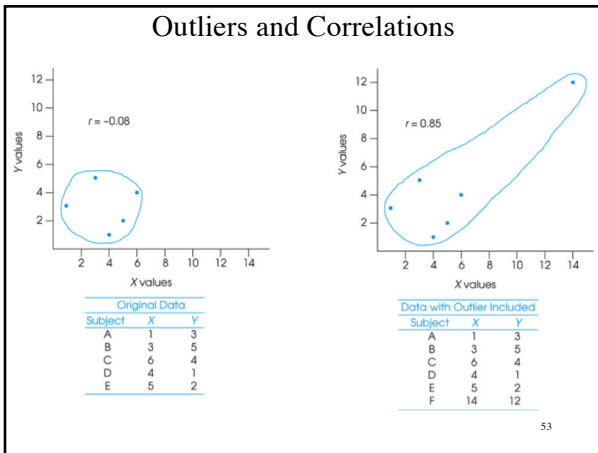 Outliers and Correlations
12
10
8
6
4
2
r = −0.08
Y values
2 4 6 8 10 12 14
X values
Original Data
Subject X Y
A 1 3
B 3 5
C 6 4
D 4 1
E 5 2
12
10
8
6
4
2
r = 0.85
Y values
2 4 6 8 10 12 14
X values
Data with Outlier Included
Subject X Y
A 1 3
B 3 5
C 6 4
D 4 1
E 5 2
F 14 12
53